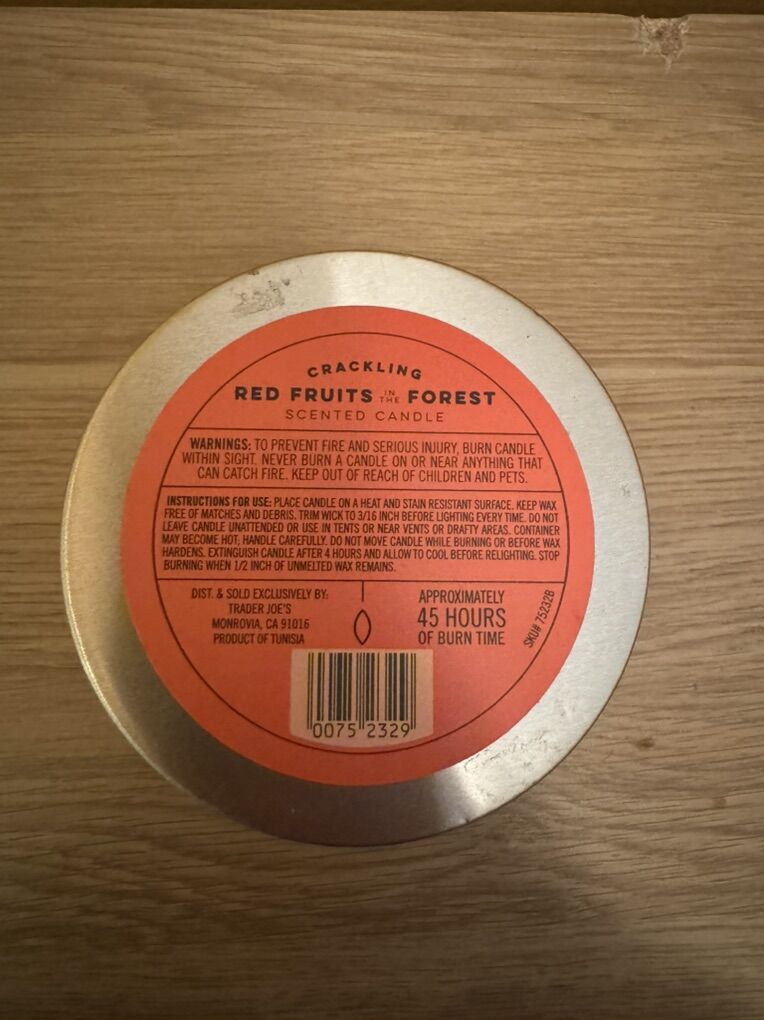 CRACKLING
RED FRUITS IN THE FOREST
SCENTED CANDLE
WARNINGS: TO PREVENT FIRE AND SERIOUS INJURY, BURN CANDLE
WITHIN SIGHT. NEVER BURN A CANDLE ON OR NEAR ANYTHING THAT
CAN CATCH FIRE. KEEP OUT OF REACH OF CHILDREN AND PETS.
INSTRUCTIONS FOR USE: PLACE CANDLE ON A HEAT AND STAIN RESISTANT SURFACE. KEEP WAX
FREE OF MATCHES AND DEBRIS, TRIM WICK TO 3/16 INCH BEFORE LIGHTING EVERY TIME. DO NOT
LEAVE CANDLE UNATTENDED OR USE IN TENTS OR NEAR VENTS OR DRAFTY AREAS. CONTAINER
MAY BECOME HOT, HANDLE CAREFULLY. DO NOT MOVE CANDLE WHILE BURNING OR BEFORE WAX
HARDENS. EXTINGUISH CANDLE AFTER 4 HOURS AND ALLOW TO COOL BEFORE RELIGHTING. STOP
BURNING WHEN 1/2 INCH OF UNMELTED WAX REMAINS.
DIST. & SOLD EXCLUSIVELY BY:
TRADER JOE'S
MONROVIA, CA 91016
PRODUCT OF TUNISIA
APPROXIMATELY
45 HOURS
OF BURN TIME
SKU# 75232B
0075 2329